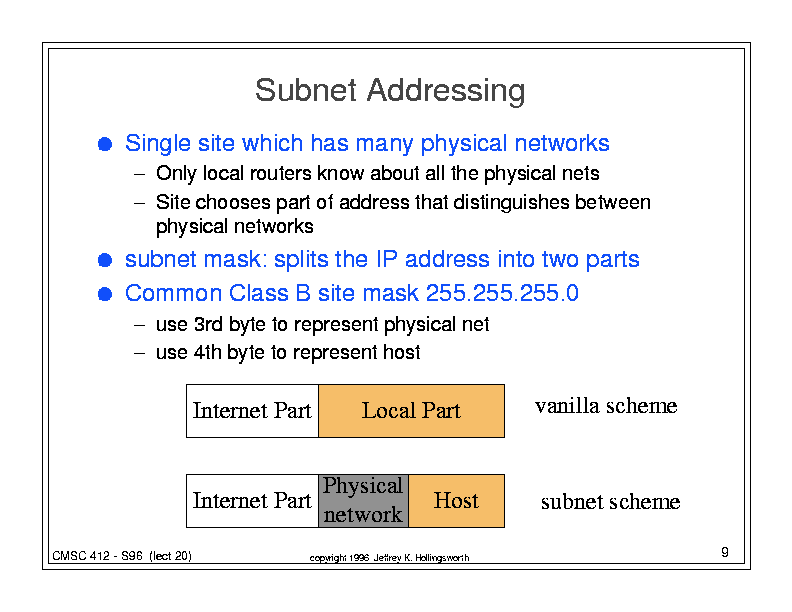 Subnet Addressing
● Single site which has many physical networks
– Only local routers know about all the physical nets
– Site chooses part of address that distinguishes between
physical networks
● subnet mask: splits the IP address into two parts
● Common Class B site mask 255.255.255.0
– use 3rd byte to represent physical net
– use 4th byte to represent host
Internet Part Local Part vanilla scheme
Internet Part Physical network Host subnet scheme
CMSC 412 - S96 (lect 20) copyright 1996 Jeffrey K. Hollingsworth 9